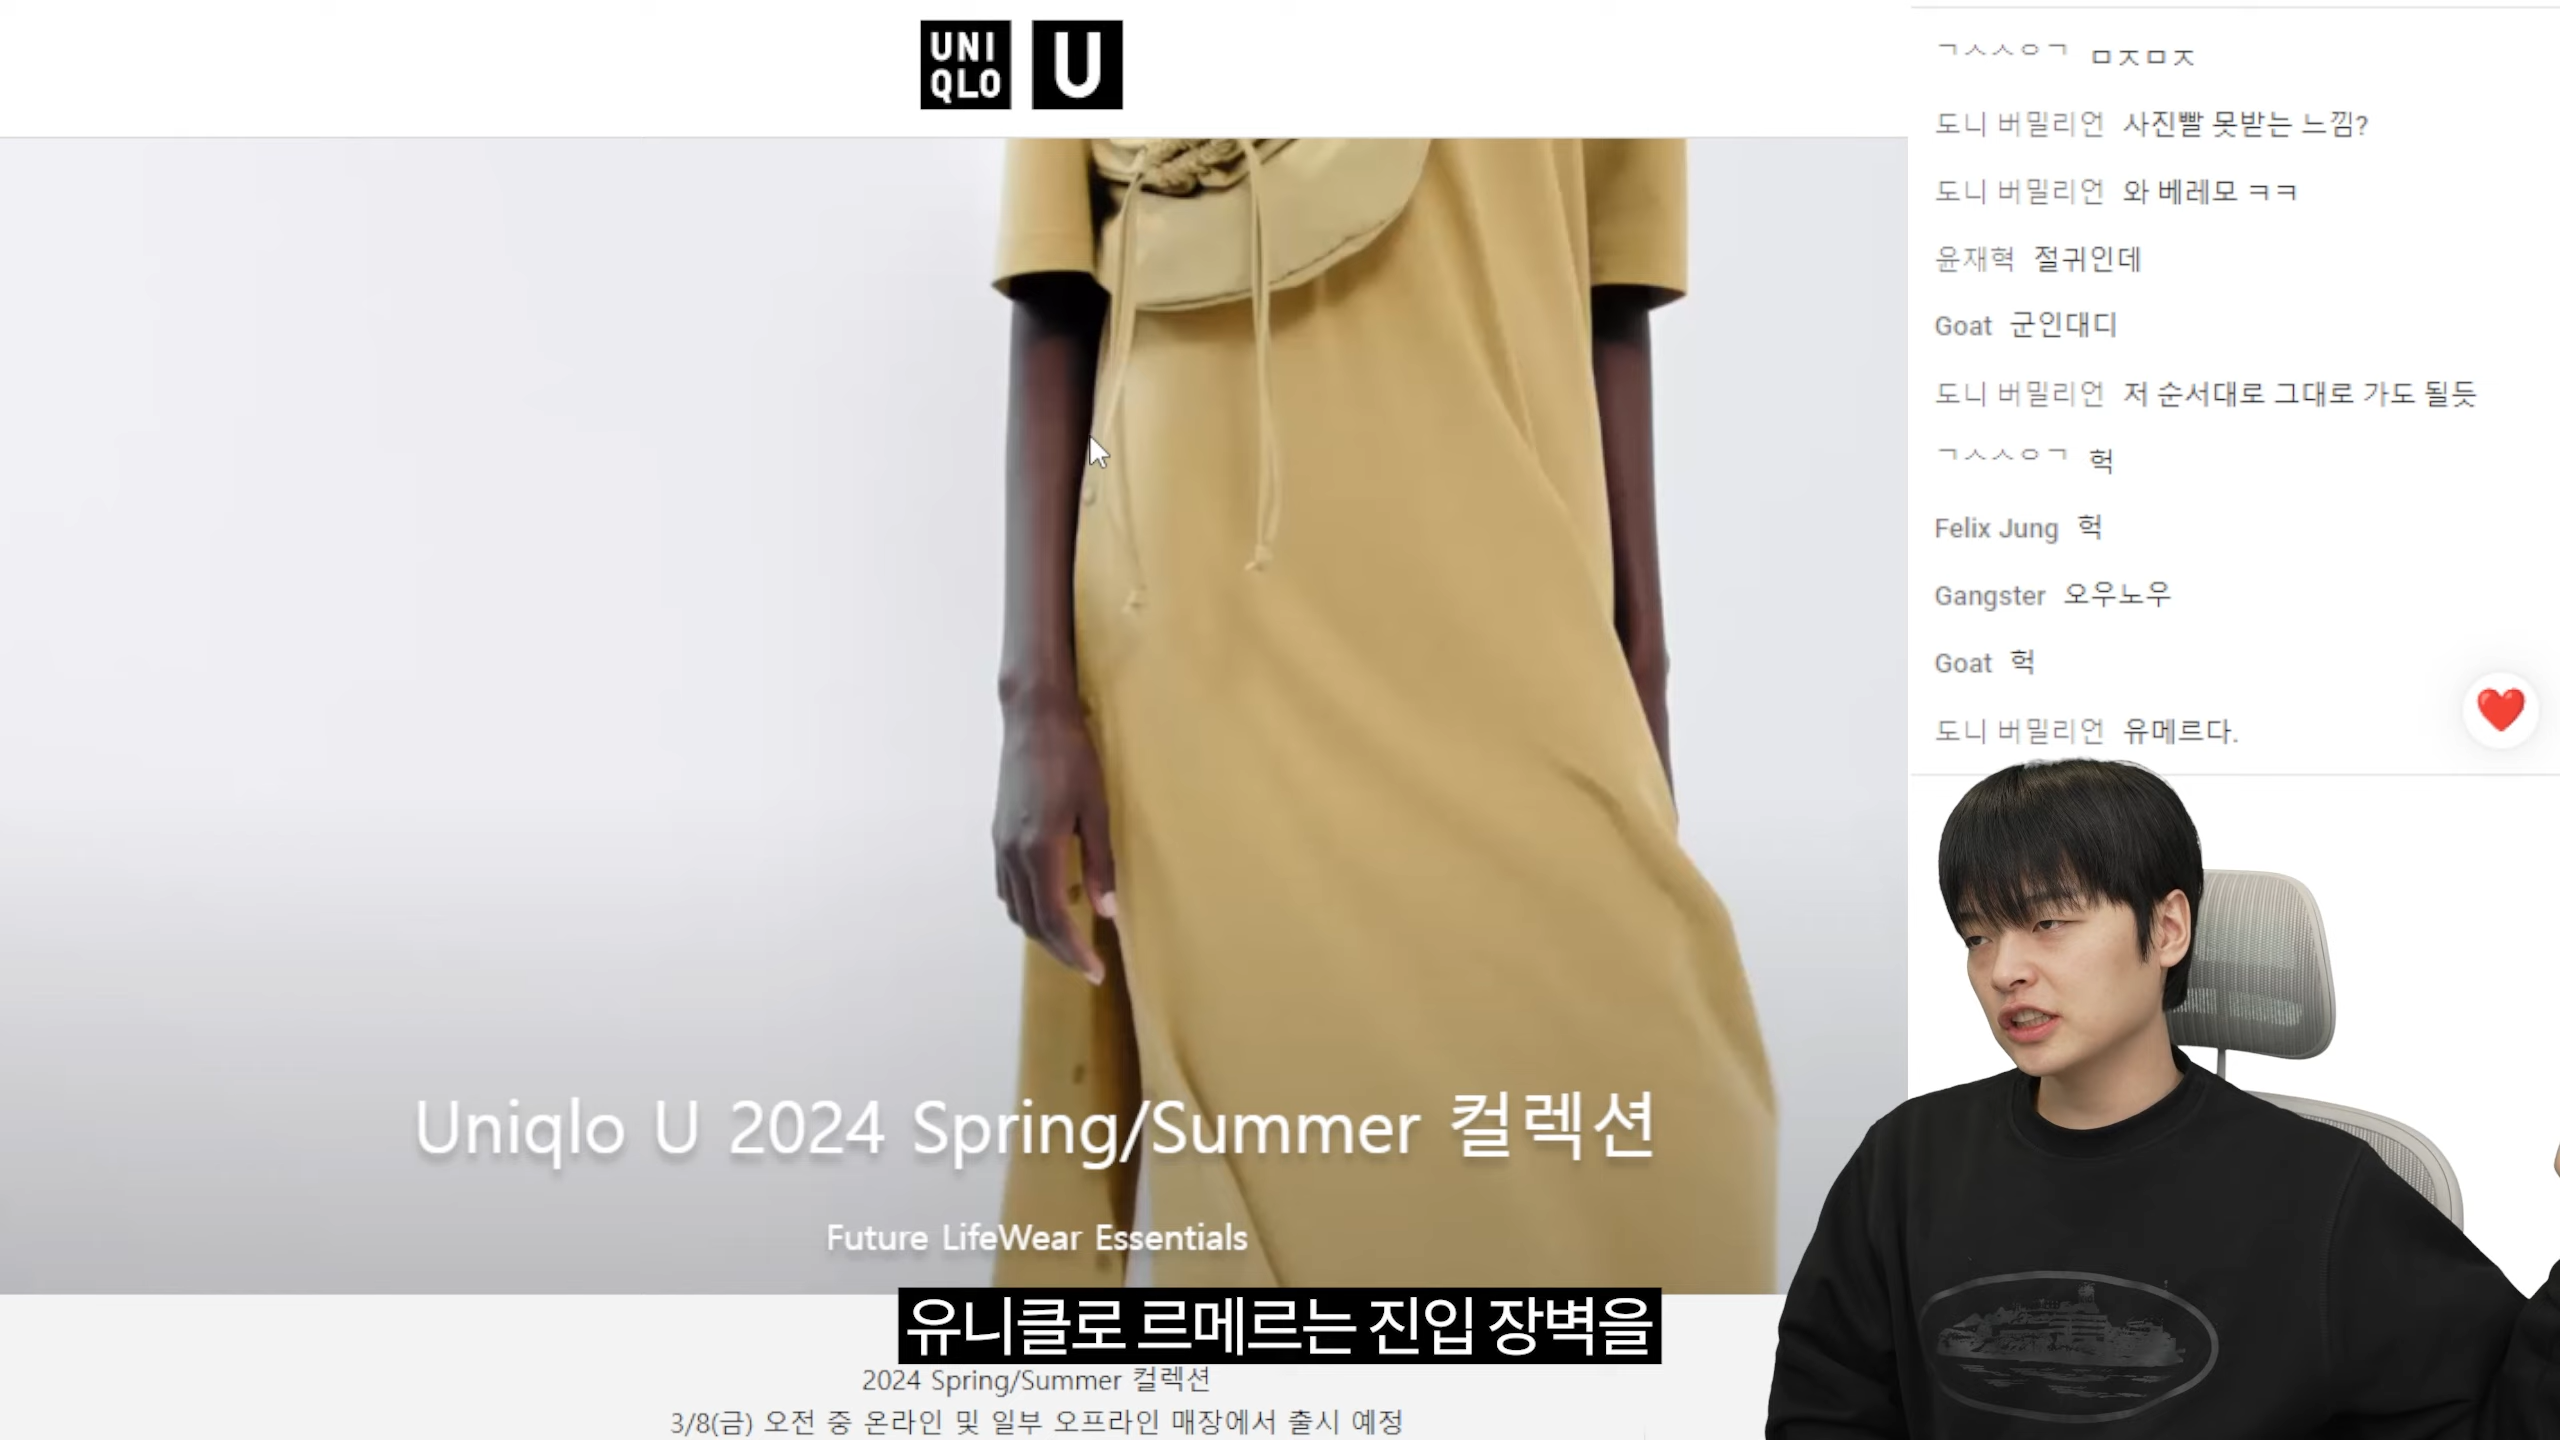 UNI
QLO
U
ㄱㅅㅅㅇㄱ ㅁㅈㅁㅈ
도니 버밀리언 사진빨 못받는 느낌?
도니 버밀리언 와 베레모 ㅋㅋ
윤재혁 절귀인데
Goat 군인대디
도니 버밀리언 저 순서대로 그대로 가도 될듯
ㄱㅅㅅㅇㄱ 헉
Felix Jung 헉
Gangster 오우노우
Goat 헉
도니 버밀리언 유메르다.
Uniqlo U 2024 Spring/Summer 컬렉션
Future LifeWear Essentials
유니클로 르메르는 진입 장벽을
2024 Spring/Summer 컬렉션
3/8(금) 오전 중 온라인 및 일부 오프라인 매장에서 출시 예정